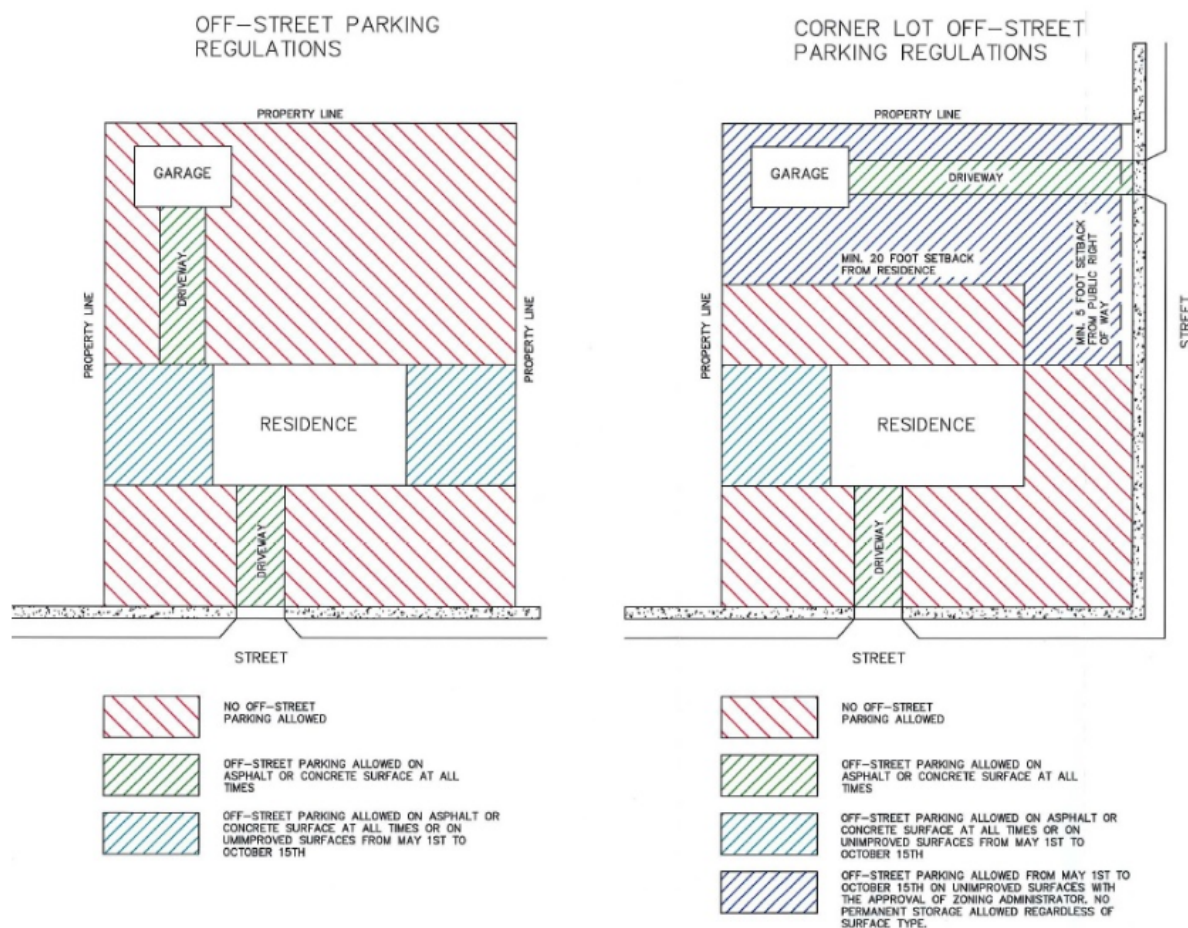 OFF-STREET PARKING
REGULATIONS
PROPERTY LINE
GARAGE
DRIVEWAY
PROPERTY LINE
PROPERTY LINE
RESIDENCE
DRIVEWAY
STREET
NO OFF-STREET
PARKING ALLOWED
OFF-STREET PARKING ALLOWED ON
ASPHALT OR CONCRETE SURFACE AT ALL
TIMES
OFF-STREET PARKING ALLOWED ON ASPHALT OR
CONCRETE SURFACE AT ALL TIMES OR ON
UMIMPROVED SURFACES FROM MAY 1ST TO
OCTOBER 15TH
CORNER LOT OFF-STREET
PARKING REGULATIONS
PROPERTY LINE
GARAGE
DRIVEWAY
MIN. 20 FOOT SETBACK
FROM RESIDENCE
MIN. 5 FOOT SETBACK
FROM PUBLIC RIGHT
OF WAY
STREET
PROPERTY LINE
RESIDENCE
DRIVEWAY
STREET
NO OFF-STREET
PARKING ALLOWED
OFF-STREET PARKING ALLOWED ON
ASPHALT OR CONCRETE SURFACE AT ALL
TIMES
OFF-STREET PARKING ALLOWED ON ASPHALT OR
CONCRETE SURFACE AT ALL TIMES OR ON
UNIMPROVED SURFACES FROM MAY 1ST TO
OCTOBER 15TH
OFF-STREET PARKING ALLOWED FROM MAY 1ST TO
OCTOBER 15TH ON UNIMPROVED SURFACES WITH
THE APPROVAL OF ZONING ADMINISTRATOR. NO
PERMANENT STORAGE ALLOWED REGARDLESS OF
SURFACE TYPE.